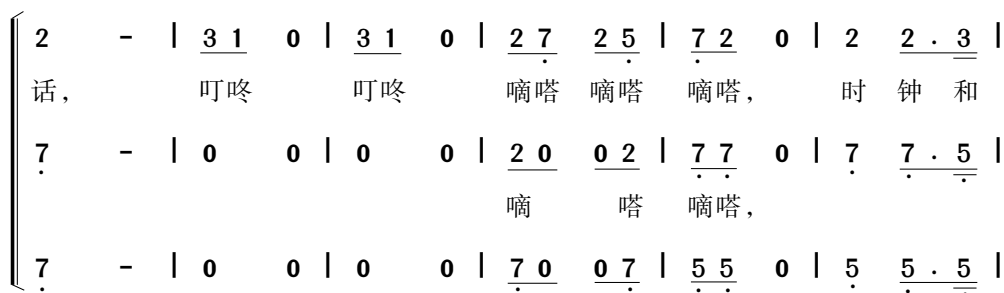 2 - | 3 1 0 | 3 1 0 | 2 7̣ 2 5̣ | 7̣ 2 0 | 2 2 . 3 |
话， 叮咚 叮咚 嘀嗒 嘀嗒 嘀嗒， 时 钟 和
7̣ - | 0 0 | 0 0 | 2 0 0 2 | 7̣ 7̣ 0 | 7̣ 7̣ . 5̣ |
嘀 嗒 嘀嗒，
7̣ - | 0 0 | 0 0 | 7̣ 0 0 7̣ | 5̣ 5̣ 0 | 5̣ 5̣ . 5̣ |